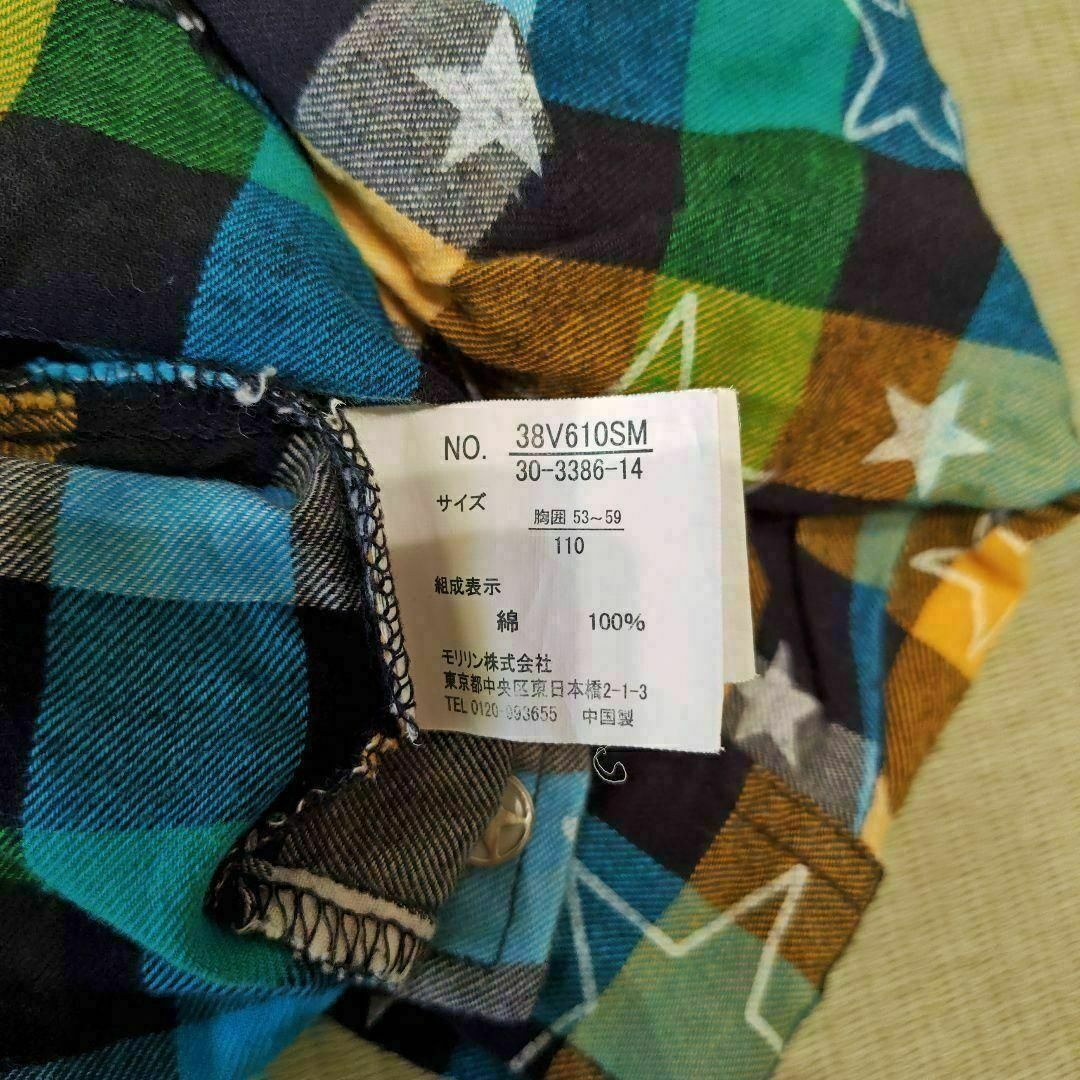 NO. 38V610SM
30-3386-14
サイズ
胸囲 53～59
110
組成表示
綿 100%
モリリン株式会社
東京都中央区東日本橋2-1-3
TEL 0120-993655 中国製